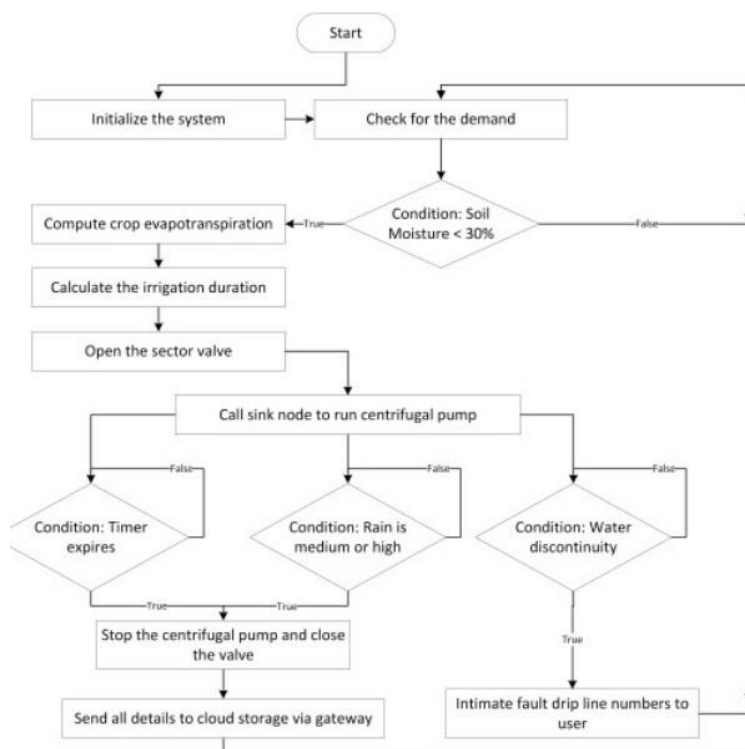 Start
Initialize the system
Check for the demand
Condition: Soil
Moisture < 30%
True
False
Compute crop evapotranspiration
Calculate the irrigation duration
Open the sector valve
Call sink node to run centrifugal pump
False
False
False
Condition: Timer
expires
Condition: Rain is
medium or high
Condition: Water
discontinuity
True
True
True
Stop the centrifugal pump and close
the valve
Send all details to cloud storage via gateway
Intimate fault drip line numbers to
user